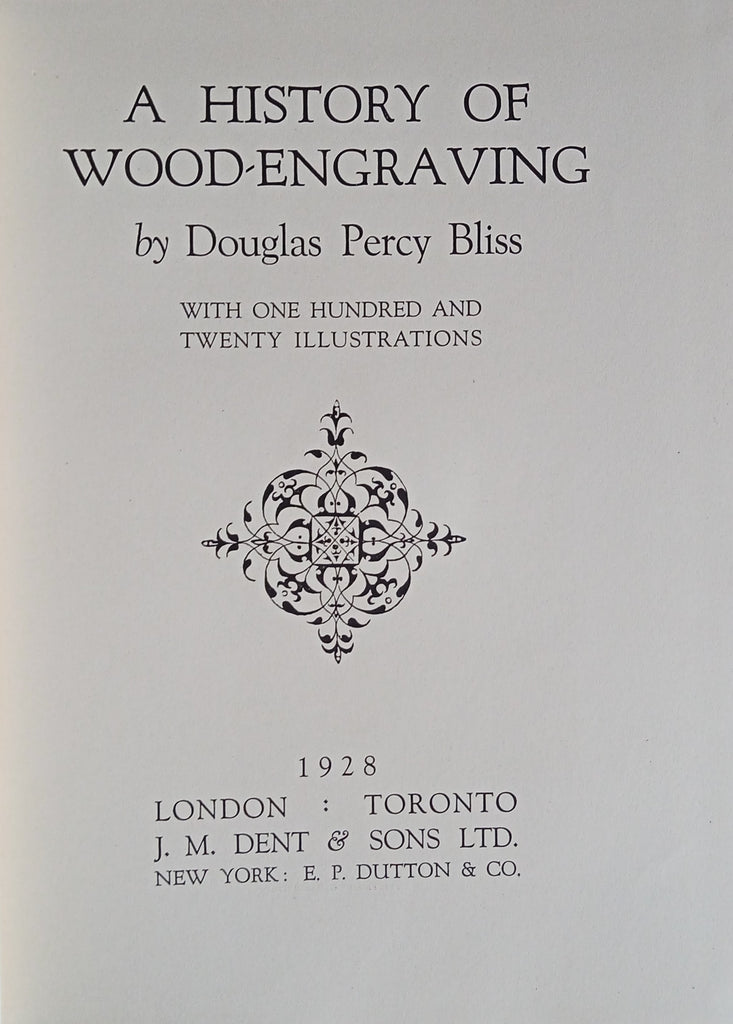 A HISTORY OF
WOOD-ENGRAVING
by Douglas Percy Bliss
WITH ONE HUNDRED AND
TWENTY ILLUSTRATIONS
1928
LONDON : TORONTO
J. M. DENT & SONS LTD.
NEW YORK: E. P. DUTTON & CO.